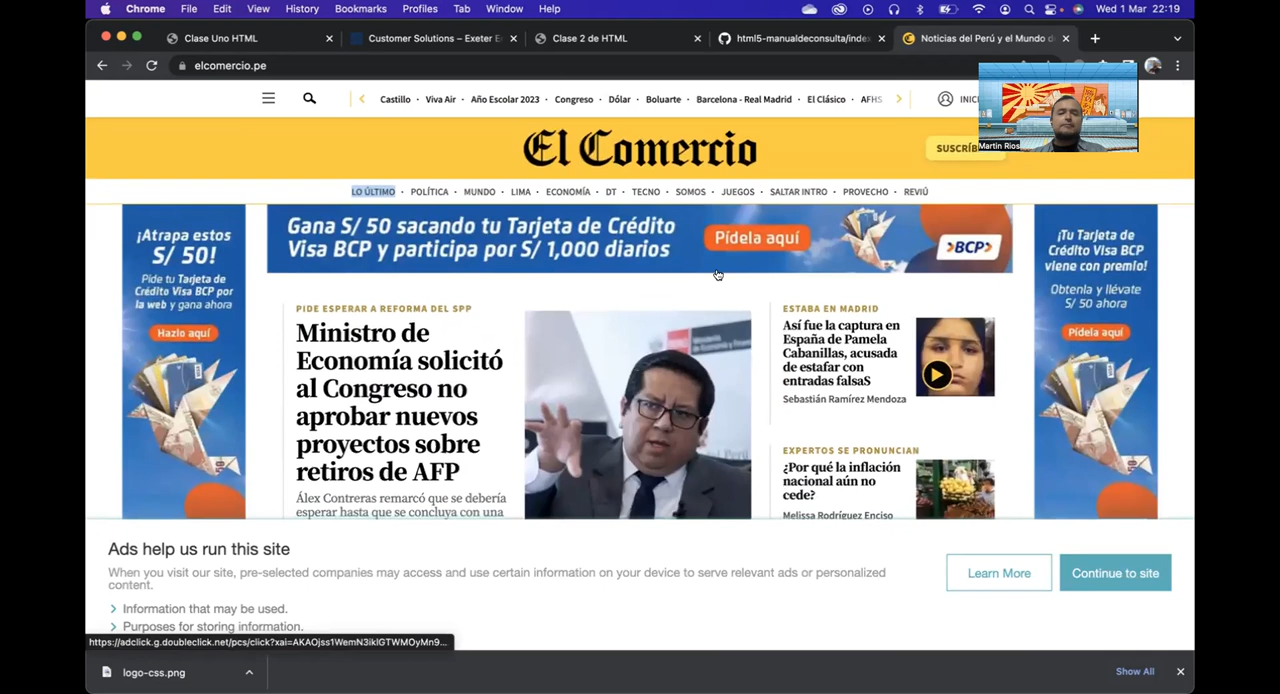 Chrome File Edit View History Bookmarks Profiles Tab Window Help Wed 1 Mar 22:19
Clase Uno HTML
Customer Solutions – Exeter E
Clase 2 de HTML
html5-manualdeconsulta/index
Noticias del Perú y el Mundo d
elcomercio.pe
Castillo · Viva Air · Año Escolar 2023 · Congreso · Dólar · Boluarte · Barcelona - Real Madrid · El Clásico · AFHS
INICI
El Comercio
SUSCRÍB
Martin Rios
LO ÚLTIMO · POLÍTICA · MUNDO · LIMA · ECONOMÍA · DT · TECNO · SOMOS · JUEGOS · SALTAR INTRO · PROVECHO · REVIÚ
¡Atrapa estos
S/ 50!
Pide tu Tarjeta de
Crédito Visa BCP por
la web y gana ahora
Hazlo aquí
Gana S/ 50 sacando tu Tarjeta de Crédito
Visa BCP y participa por S/ 1,000 diarios
Pídela aquí
BCP
¡Tu Tarjeta de
Crédito Visa BCP
viene con premio!
Obtenla y llévate
S/ 50 ahora
Pídela aquí
PIDE ESPERAR A REFORMA DEL SPP
Ministro de
Economía solicitó
al Congreso no
aprobar nuevos
proyectos sobre
retiros de AFP
Álex Contreras remarcó que se debería
esperar hasta que se concluya con una
ESTABA EN MADRID
Así fue la captura en
España de Pamela
Cabanillas, acusada
de estafar con
entradas falsaS
Sebastián Ramírez Mendoza
EXPERTOS SE PRONUNCIAN
¿Por qué la inflación
nacional aún no
cede?
Melissa Rodríguez Enciso
Ads help us run this site
When you visit our site, pre-selected companies may access and use certain information on your device to serve relevant ads or personalized
content.
Information that may be used.
Purposes for storing information.
Learn More
Continue to site
https://adclick.g.doubleclick.net/pcs/click?xai=AKAOjss1WemN3iklGTWMOyMn9...
logo-css.png
Show All